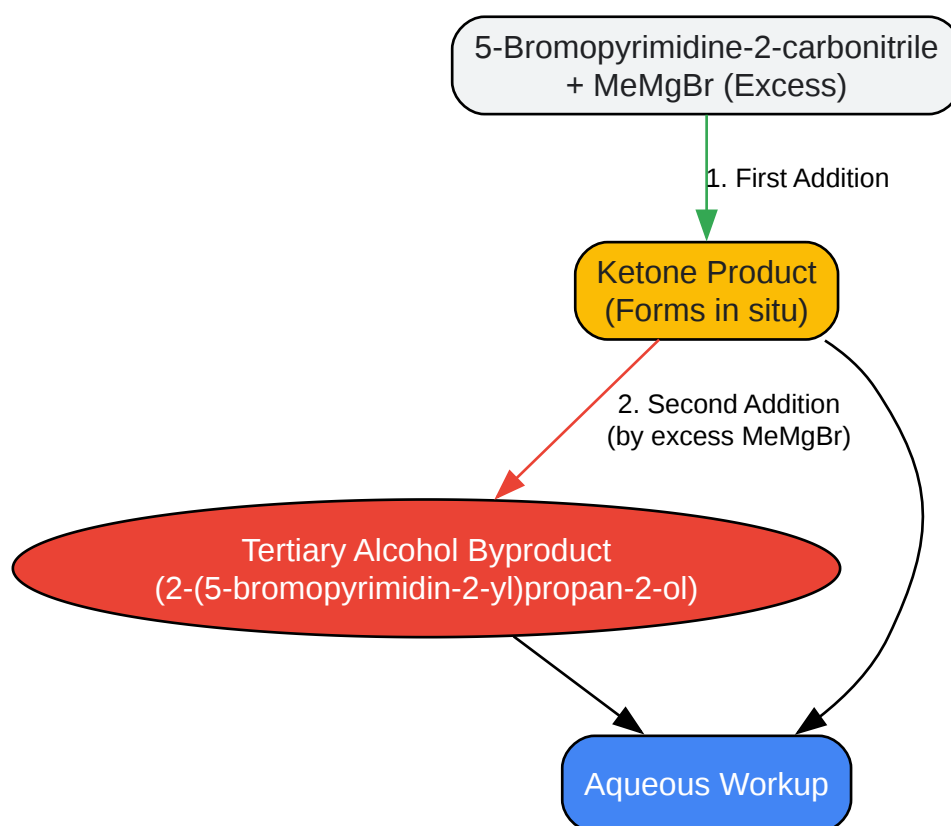 5-Bromopyrimidine-2-carbonitrile
+ MeMgBr (Excess)
1. First Addition
Ketone Product
(Forms in situ)
2. Second Addition
(by excess MeMgBr)
Tertiary Alcohol Byproduct
(2-(5-bromopyrimidin-2-yl)propan-2-ol)
Aqueous Workup